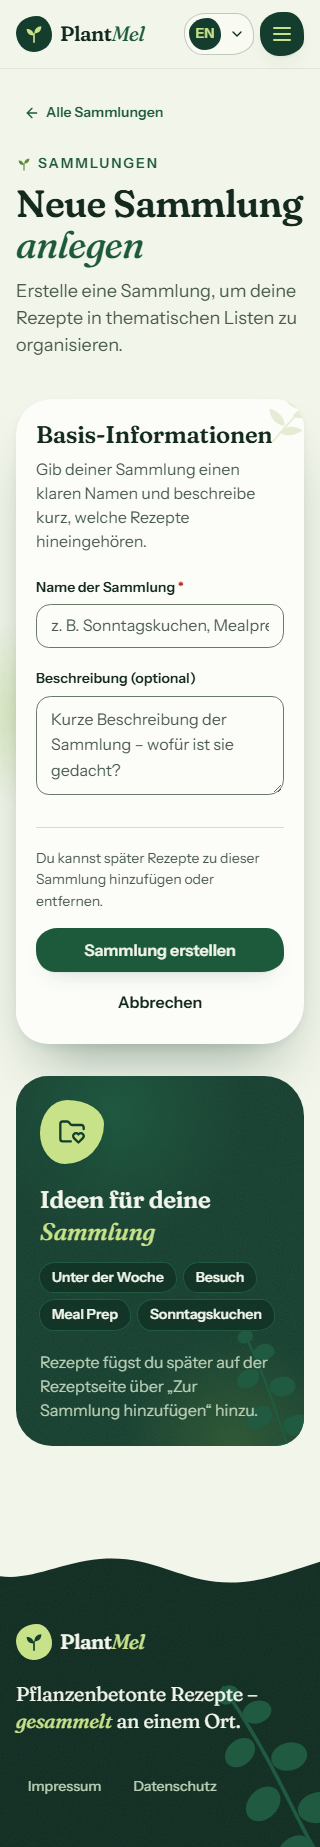 PlantMel
EN
Alle Sammlungen
SAMMLUNGEN
Neue Sammlung
anlegen
Erstelle eine Sammlung, um deine
Rezepte in thematischen Listen zu
organisieren.
Basis-Informationen
Gib deiner Sammlung einen
klaren Namen und beschreibe
kurz, welche Rezepte
hineingehören.
Name der Sammlung *
z. B. Sonntagskuchen, Mealpre
Beschreibung (optional)
Kurze Beschreibung der
Sammlung – wofür ist sie
gedacht?
Du kannst später Rezepte zu dieser
Sammlung hinzufügen oder
entfernen.
Sammlung erstellen
Abbrechen
Ideen für deine
Sammlung
Unter der Woche Besuch
Meal Prep Sonntagskuchen
Rezepte fügst du später auf der
Rezeptseite über „Zur
Sammlung hinzufügen“ hinzu.
PlantMel
Pflanzenbetonte Rezepte –
gesammelt an einem Ort.
Impressum Datenschutz